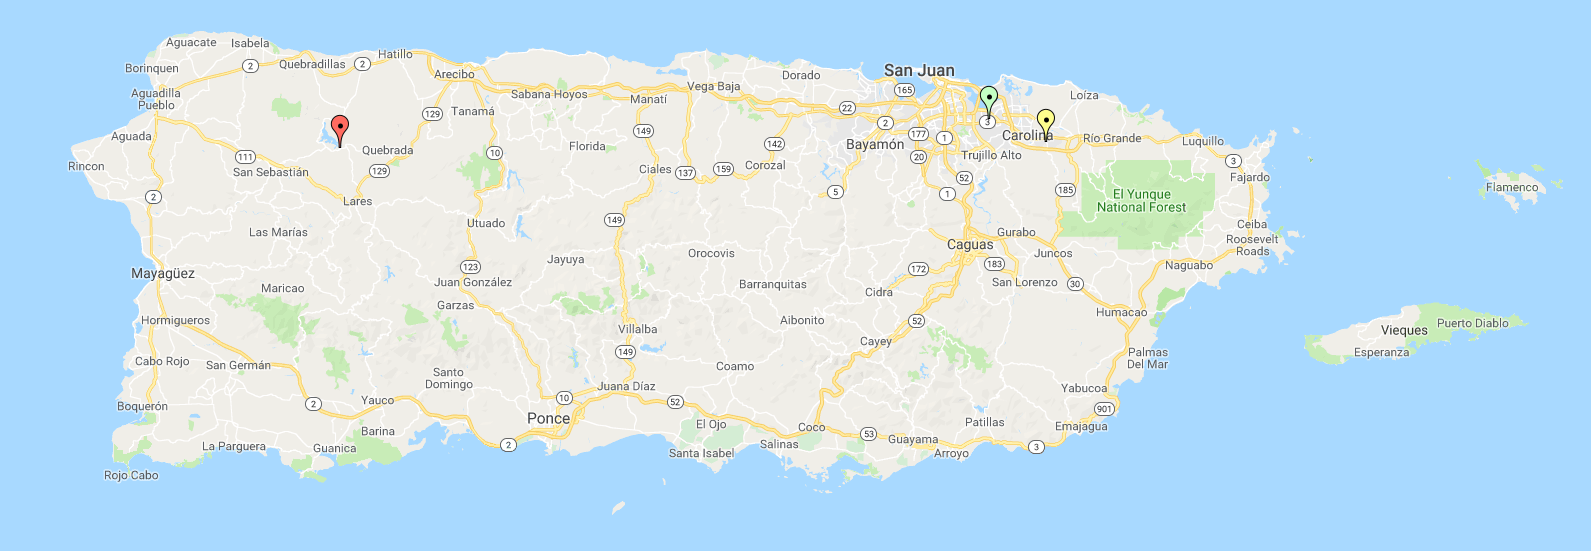 Aguacate
Isabela
Hatillo
Borinquen
Quebradillas
2
2
Arecibo
San Juan
Dorado
Vega Baja
Sabana Hoyos
Manatí
165
Loíza
Aguadilla
Pueblo
Tanamá
129
22
2
3
Aguada
149
177
1
Carolina
Río Grande
Luquillo
Florida
142
Bayamón
Quebrada
10
20
Trujillo Alto
Rincon
111
San Sebastián
129
Ciales
137
159
Corozal
52
3
Fajardo
Flamenco
2
Lares
5
1
185
El Yunque
National Forest
149
Utuado
Las Marías
Gurabo
Ceiba
Roosevelt
Roads
Caguas
Orocovis
Juncos
Jayuya
123
172
183
Naguabo
Mayagüez
Juan González
Barranquitas
Cidra
San Lorenzo
30
Maricao
Garzas
Humacao
Hormigueros
Aibonito
52
Villalba
Cayey
Vieques
Puerto Diablo
Esperanza
149
Palmas
Del Mar
Cabo Rojo
San Germán
Coamo
Santo
Domingo
Juana Díaz
Yabucoa
Boquerón
2
Yauco
10
52
901
Ponce
El Ojo
Coco
Patillas
Emajagua
Barina
La Parguera
Guanica
2
Salinas
53
Guayama
3
Santa Isabel
Arroyo
Rojo Cabo